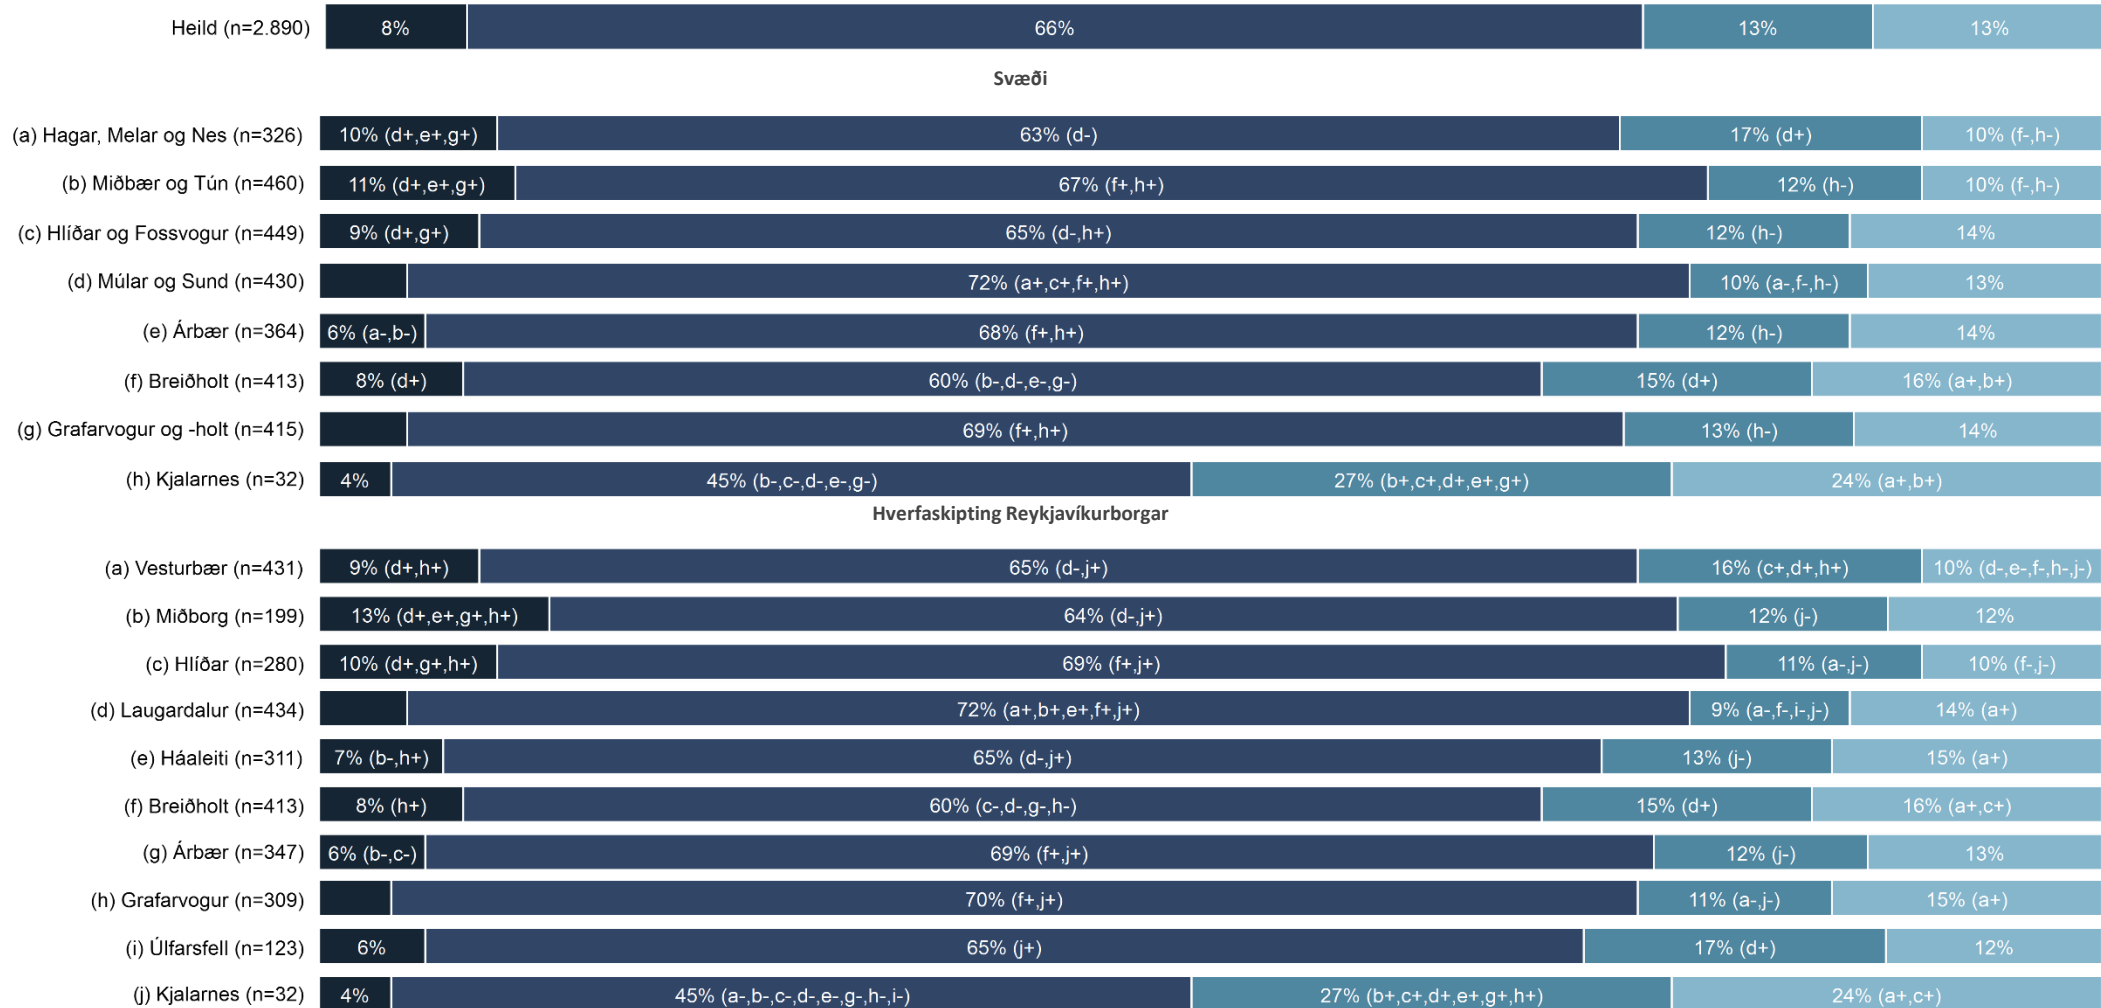 Heild (n=2.890) 8% 66% 13% 13%
Svæði
(a) Hagar, Melar og Nes (n=326) 10% (d+,e+,g+) 63% (d-) 17% (d+) 10% (f-,h-)
(b) Miðbær og Tún (n=460) 11% (d+,e+,g+) 67% (f+,h+) 12% (h-) 10% (f-,h-)
(c) Hlíðar og Fossvogur (n=449) 9% (d+,g+) 65% (d-,h+) 12% (h-) 14%
(d) Múlar og Sund (n=430) 72% (a+,c+,f+,h+) 10% (a-,f-,h-) 13%
(e) Árbær (n=364) 6% (a-,b-) 68% (f+,h+) 12% (h-) 14%
(f) Breiðholt (n=413) 8% (d+) 60% (b-,d-,e-,g-) 15% (d+) 16% (a+,b+)
(g) Grafarvogur og -holt (n=415) 69% (f+,h+) 13% (h-) 14%
(h) Kjalarnes (n=32) 4% 45% (b-,c-,d-,e-,g-) 27% (b+,c+,d+,e+,g+) 24% (a+,b+)
Hverfaskipting Reykjavíkurborgar
(a) Vesturbær (n=431) 9% (d+,h+) 65% (d-,j+) 16% (c+,d+,h+) 10% (d-,e-,f-,h-,j-)
(b) Miðborg (n=199) 13% (d+,e+,g+,h+) 64% (d-,j+) 12% (j-) 12%
(c) Hlíðar (n=280) 10% (d+,g+,h+) 69% (f+,j+) 11% (a-,j-) 10% (f-,j-)
(d) Laugardalur (n=434) 72% (a+,b+,e+,f+,j+) 9% (a-,f-,i-,j-) 14% (a+)
(e) Háaleiti (n=311) 7% (b-,h+) 65% (d-,j+) 13% (j-) 15% (a+)
(f) Breiðholt (n=413) 8% (h+) 60% (c-,d-,g-,h-) 15% (d+) 16% (a+,c+)
(g) Árbær (n=347) 6% (b-,c-) 69% (f+,j+) 12% (j-) 13%
(h) Grafarvogur (n=309) 70% (f+,j+) 11% (a-,j-) 15% (a+)
(i) Úlfarsfell (n=123) 6% 65% (j+) 17% (d+) 12%
(j) Kjalarnes (n=32) 4% 45% (a-,b-,c-,d-,e-,g-,h-,i-) 27% (b+,c+,d+,e+,g+,h+) 24% (a+,c+)